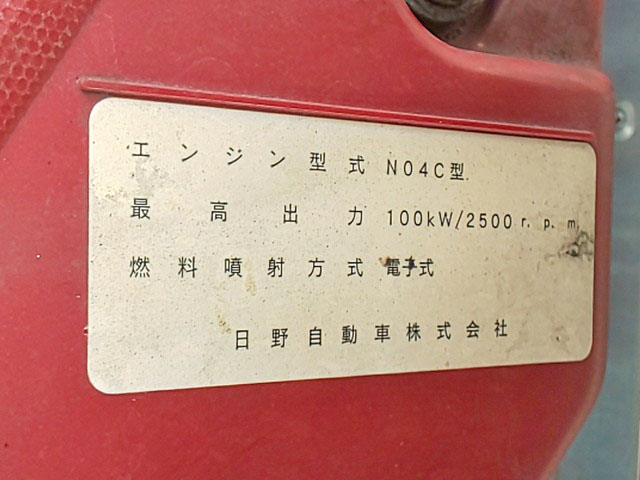 エンジン型式 N04C型
最高出力 100kW/2500 r.p.m.
燃料噴射方式 電子式
日野自動車株式会社